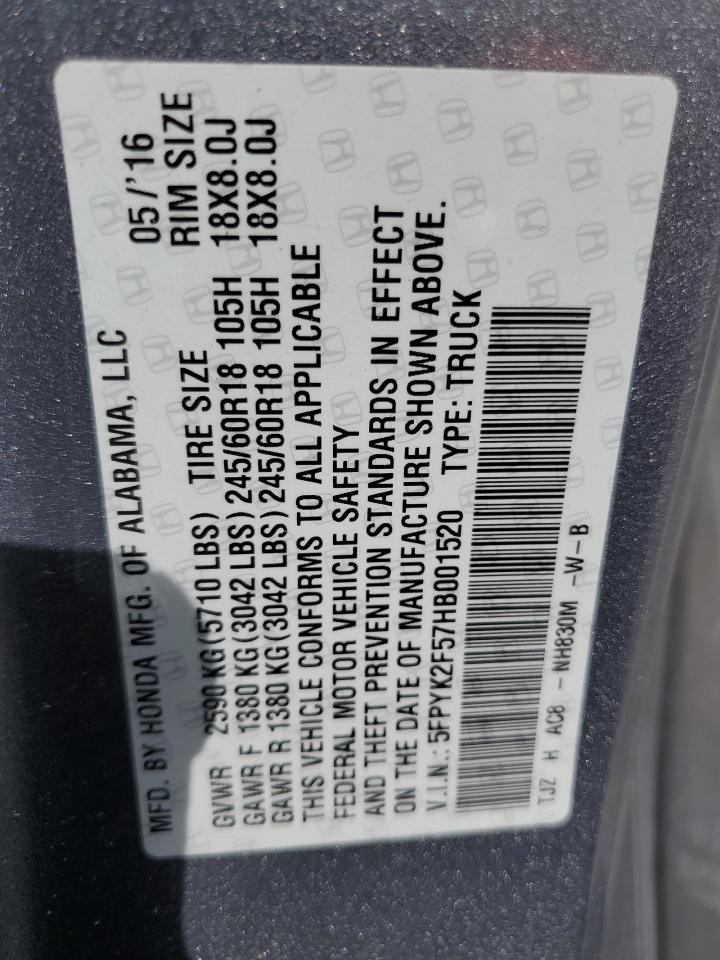 MFD. BY HONDA MFG. OF ALABAMA, LLC 05/'16
GVWR 2590 KG (5710 LBS) TIRE SIZE RIM SIZE
GAWR F 1380 KG (3042 LBS) 245/60R18 105H 18X8.0J
GAWR R 1380 KG (3042 LBS) 245/60R18 105H 18X8.0J
THIS VEHICLE CONFORMS TO ALL APPLICABLE
FEDERAL MOTOR VEHICLE SAFETY
AND THEFT PREVENTION STANDARDS IN EFFECT
ON THE DATE OF MANUFACTURE SHOWN ABOVE.
V.I.N.: 5FPYK2F57HB001520 TYPE: TRUCK
TJZ H AC8 - NH830M -W-B